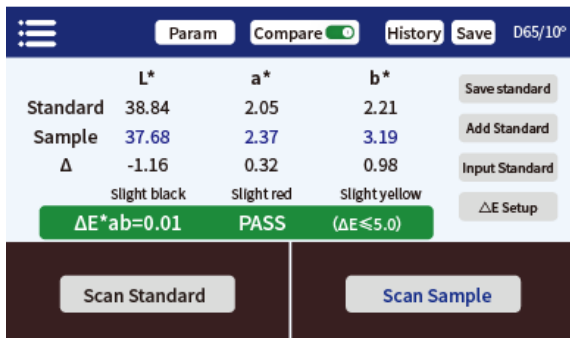 Param Compare History Save D65/10°
L* a* b*
Standard 38.84 2.05 2.21
Sample 37.68 2.37 3.19
Δ -1.16 0.32 0.98
Slight black Slight red Slight yellow
ΔE*ab=0.01 PASS (ΔE≤5.0)
Save standard
Add Standard
Input Standard
△E Setup
Scan Standard Scan Sample